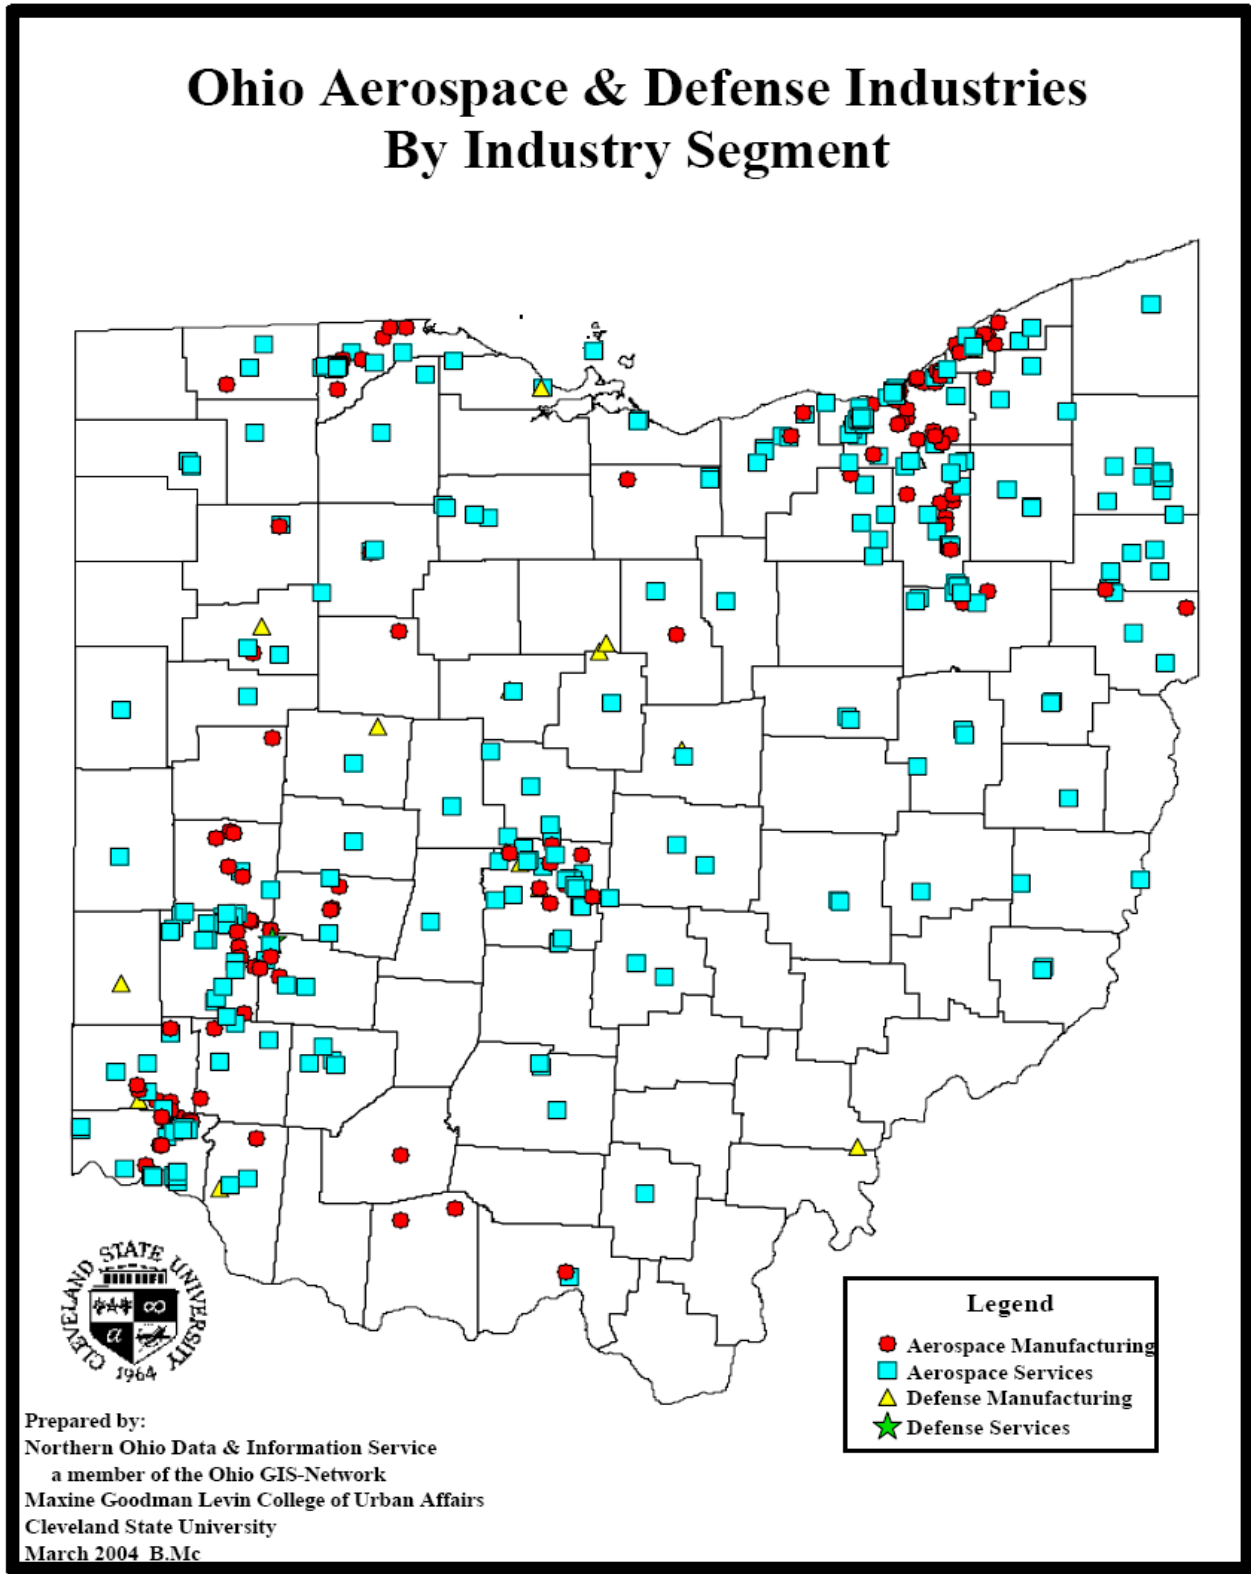 Ohio Aerospace & Defense Industries
By Industry Segment
CLEVELAND STATE UNIVERSITY
α
1964
Legend
Aerospace Manufacturing
Aerospace Services
Defense Manufacturing
Defense Services
Prepared by:
Northern Ohio Data & Information Service
a member of the Ohio GIS-Network
Maxine Goodman Levin College of Urban Affairs
Cleveland State University
March 2004 B.Mc